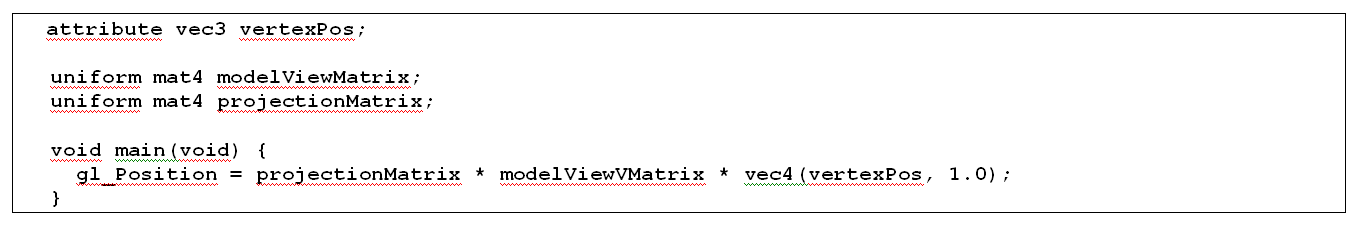 attribute vec3 vertexPos;
uniform mat4 modelViewMatrix;
uniform mat4 projectionMatrix;
void main(void) {
gl_Position = projectionMatrix * modelViewVMatrix * vec4(vertexPos, 1.0);
}